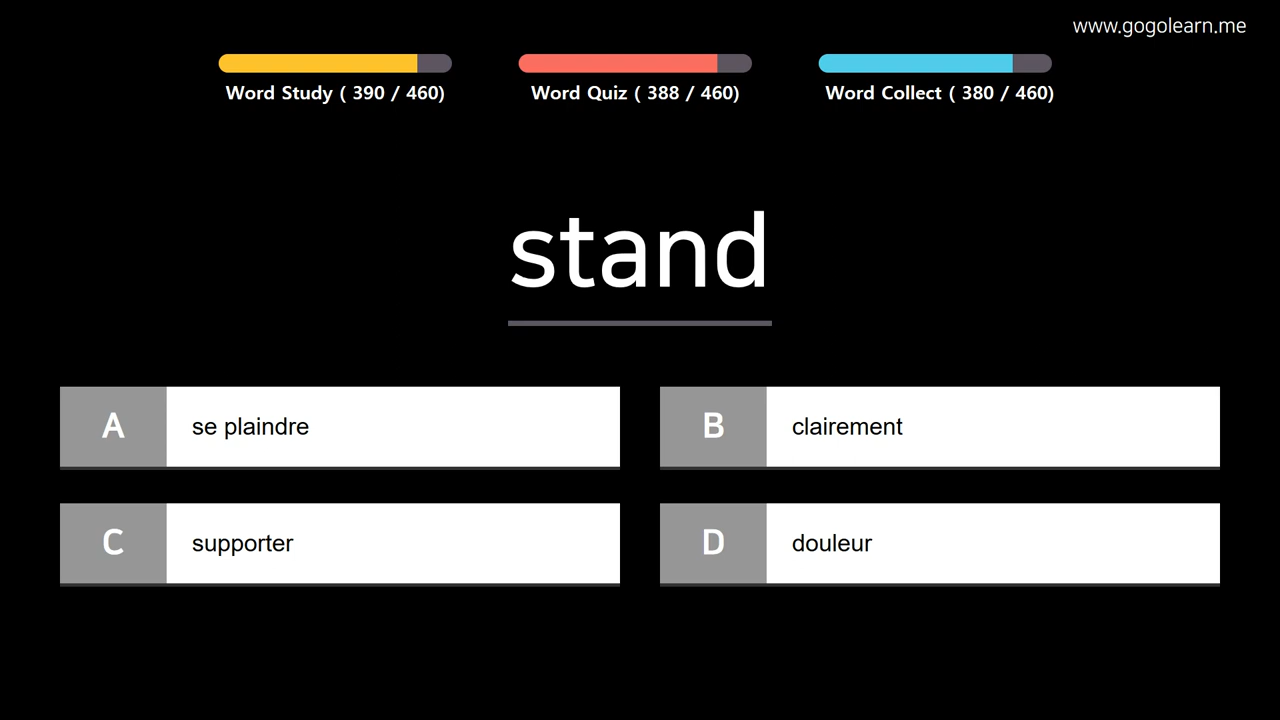 www.gogolearn.me
Word Study ( 390 / 460)
Word Quiz ( 388 / 460)
Word Collect ( 380 / 460)
stand
A se plaindre
B clairement
C supporter
D douleur